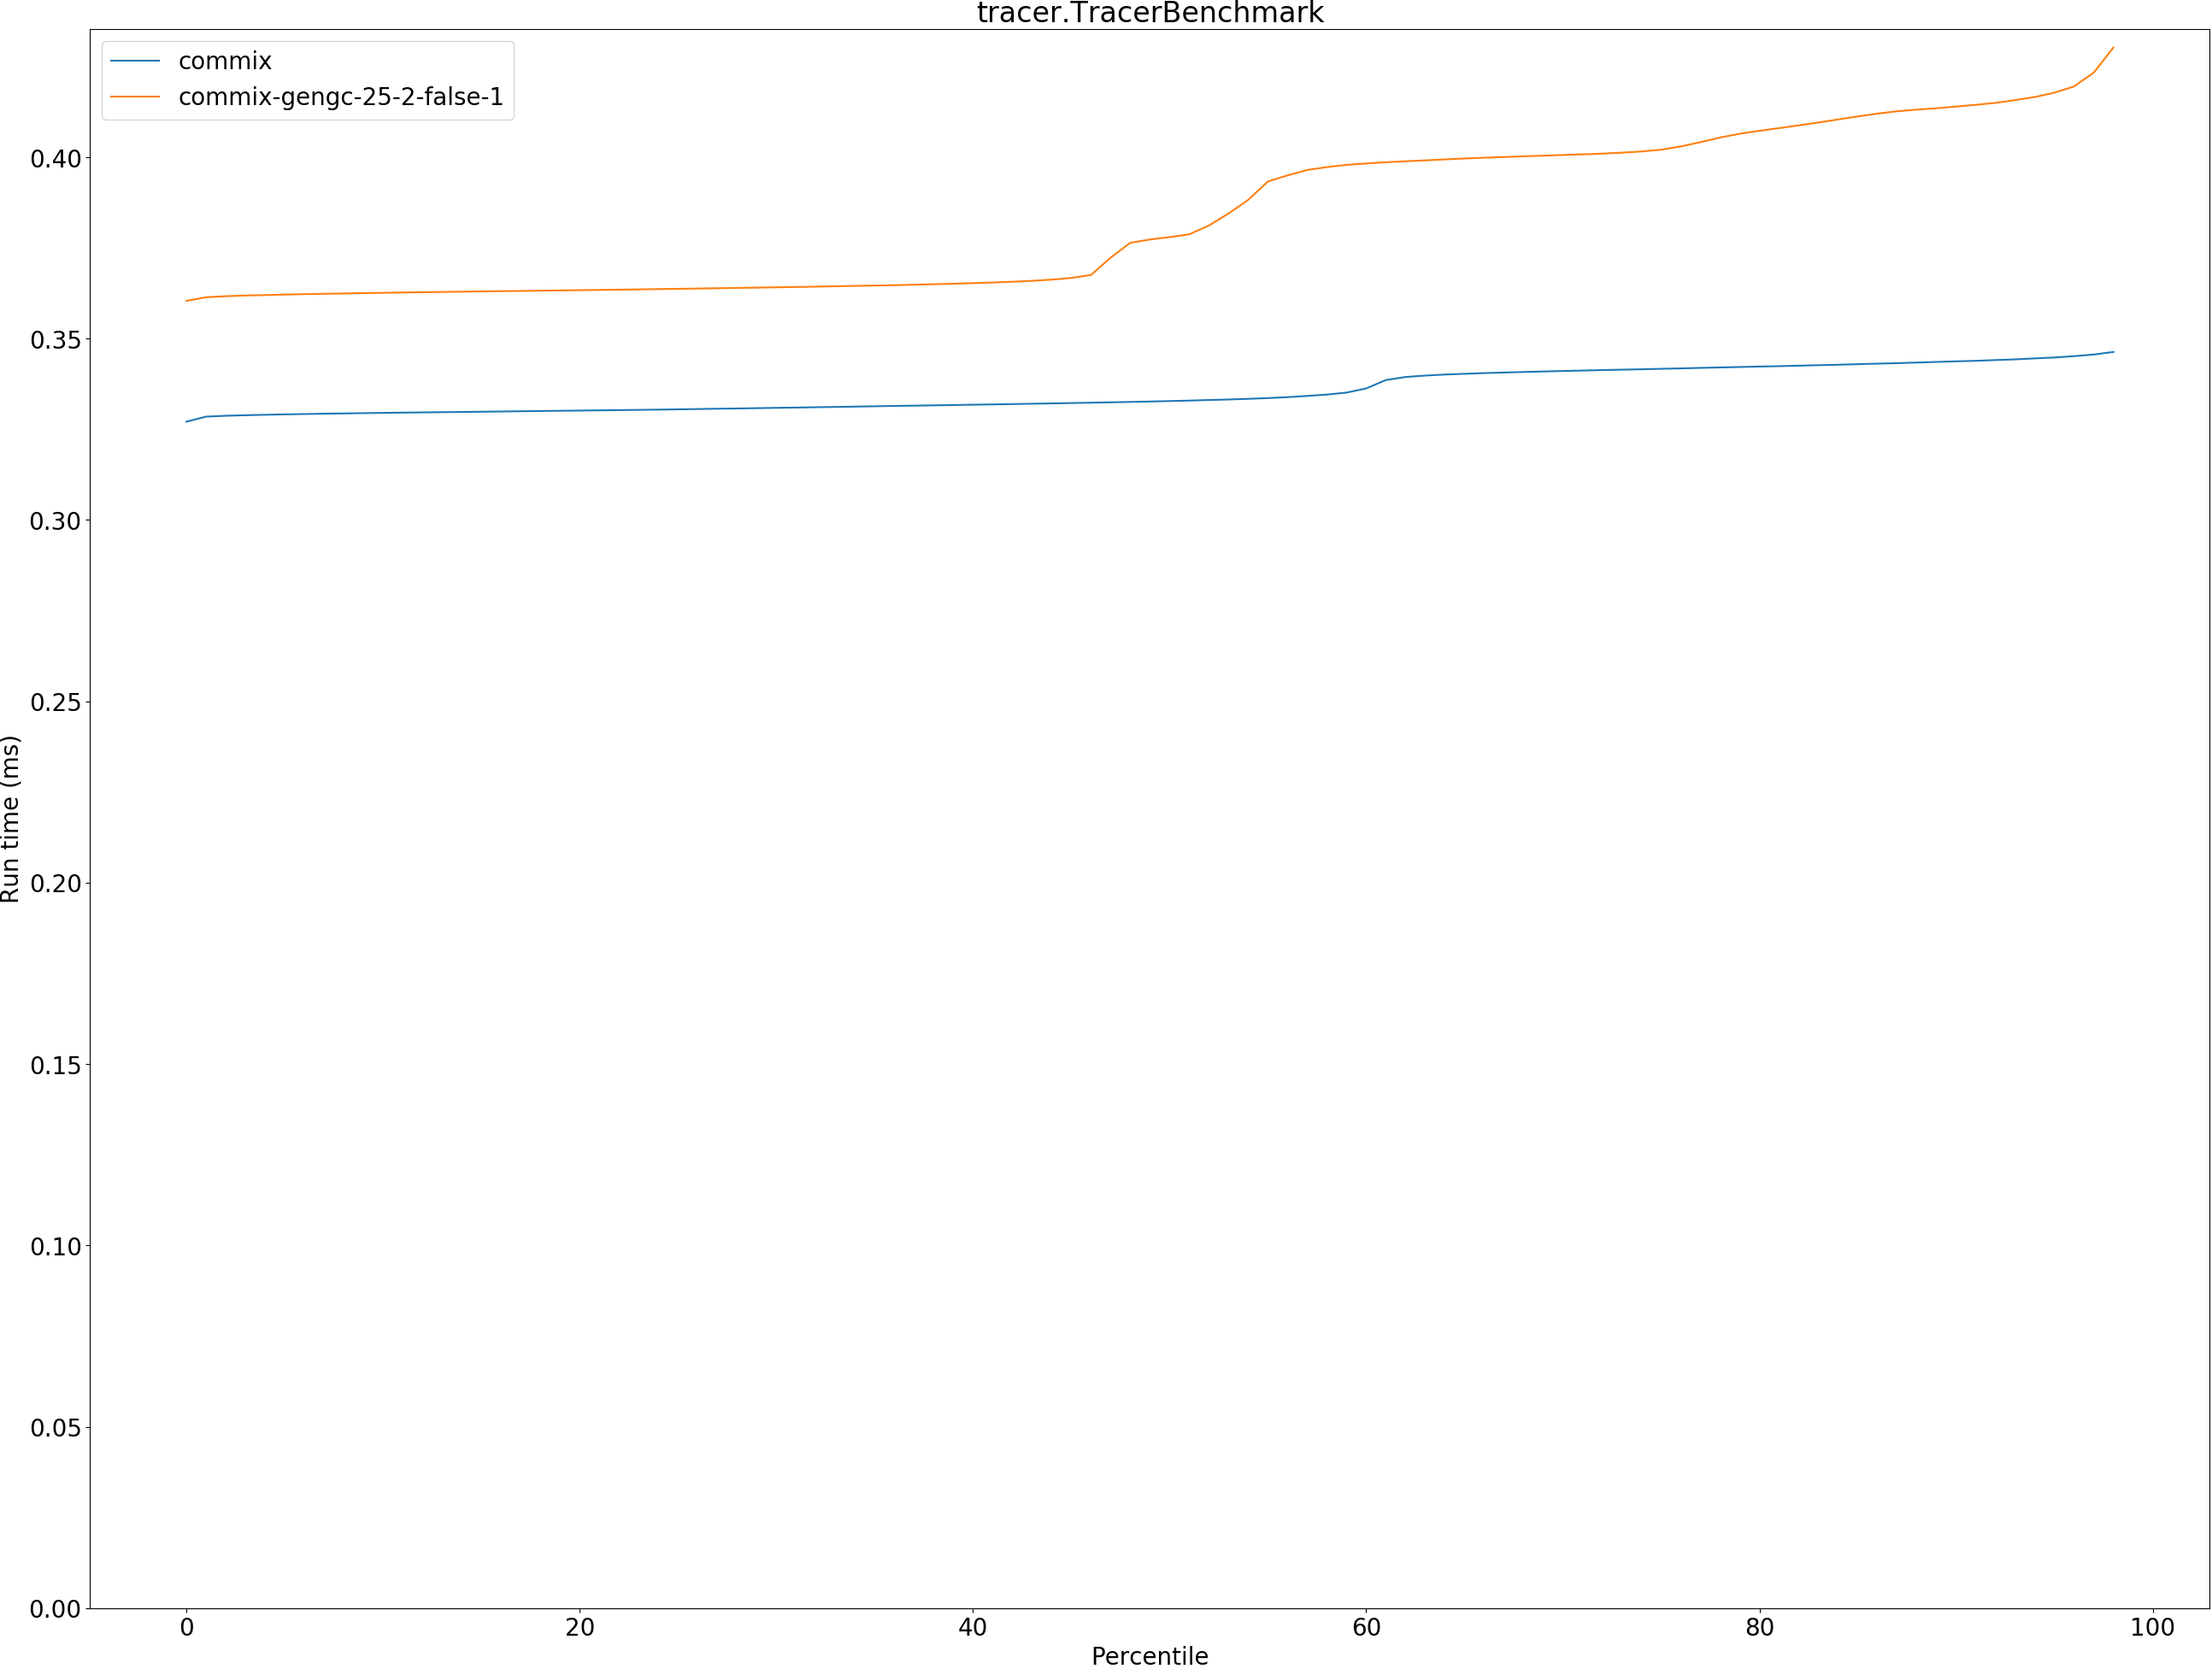 tracer.TracerBenchmark
commix
commix-gengc-25-2-false-1
Run time (ms)
0.40
0.35
0.30
0.25
0.20
0.15
0.10
0.05
0.00
0 20 40 60 80 100
Percentile